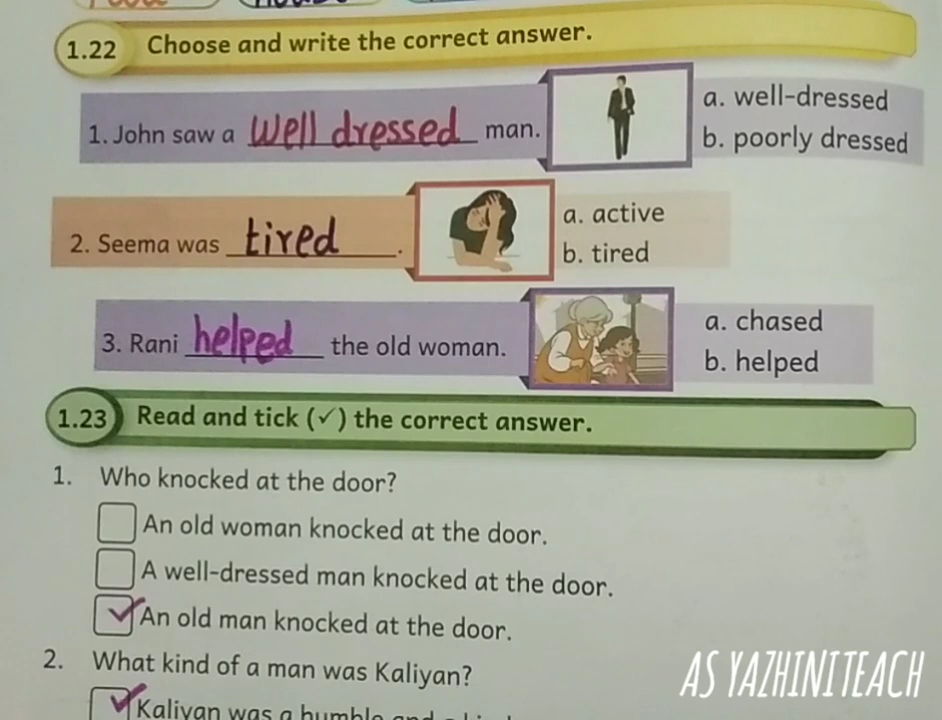 1.22 Choose and write the correct answer.
1. John saw a well dressed man.
a. well-dressed
b. poorly dressed
2. Seema was tired.
a. active
b. tired
3. Rani helped the old woman.
a. chased
b. helped
1.23 Read and tick (✓) the correct answer.
1. Who knocked at the door?
An old woman knocked at the door.
A well-dressed man knocked at the door.
✓ An old man knocked at the door.
2. What kind of a man was Kaliyan?
✓ Kaliyan was a humble and a
AS YAZHINI TEACH